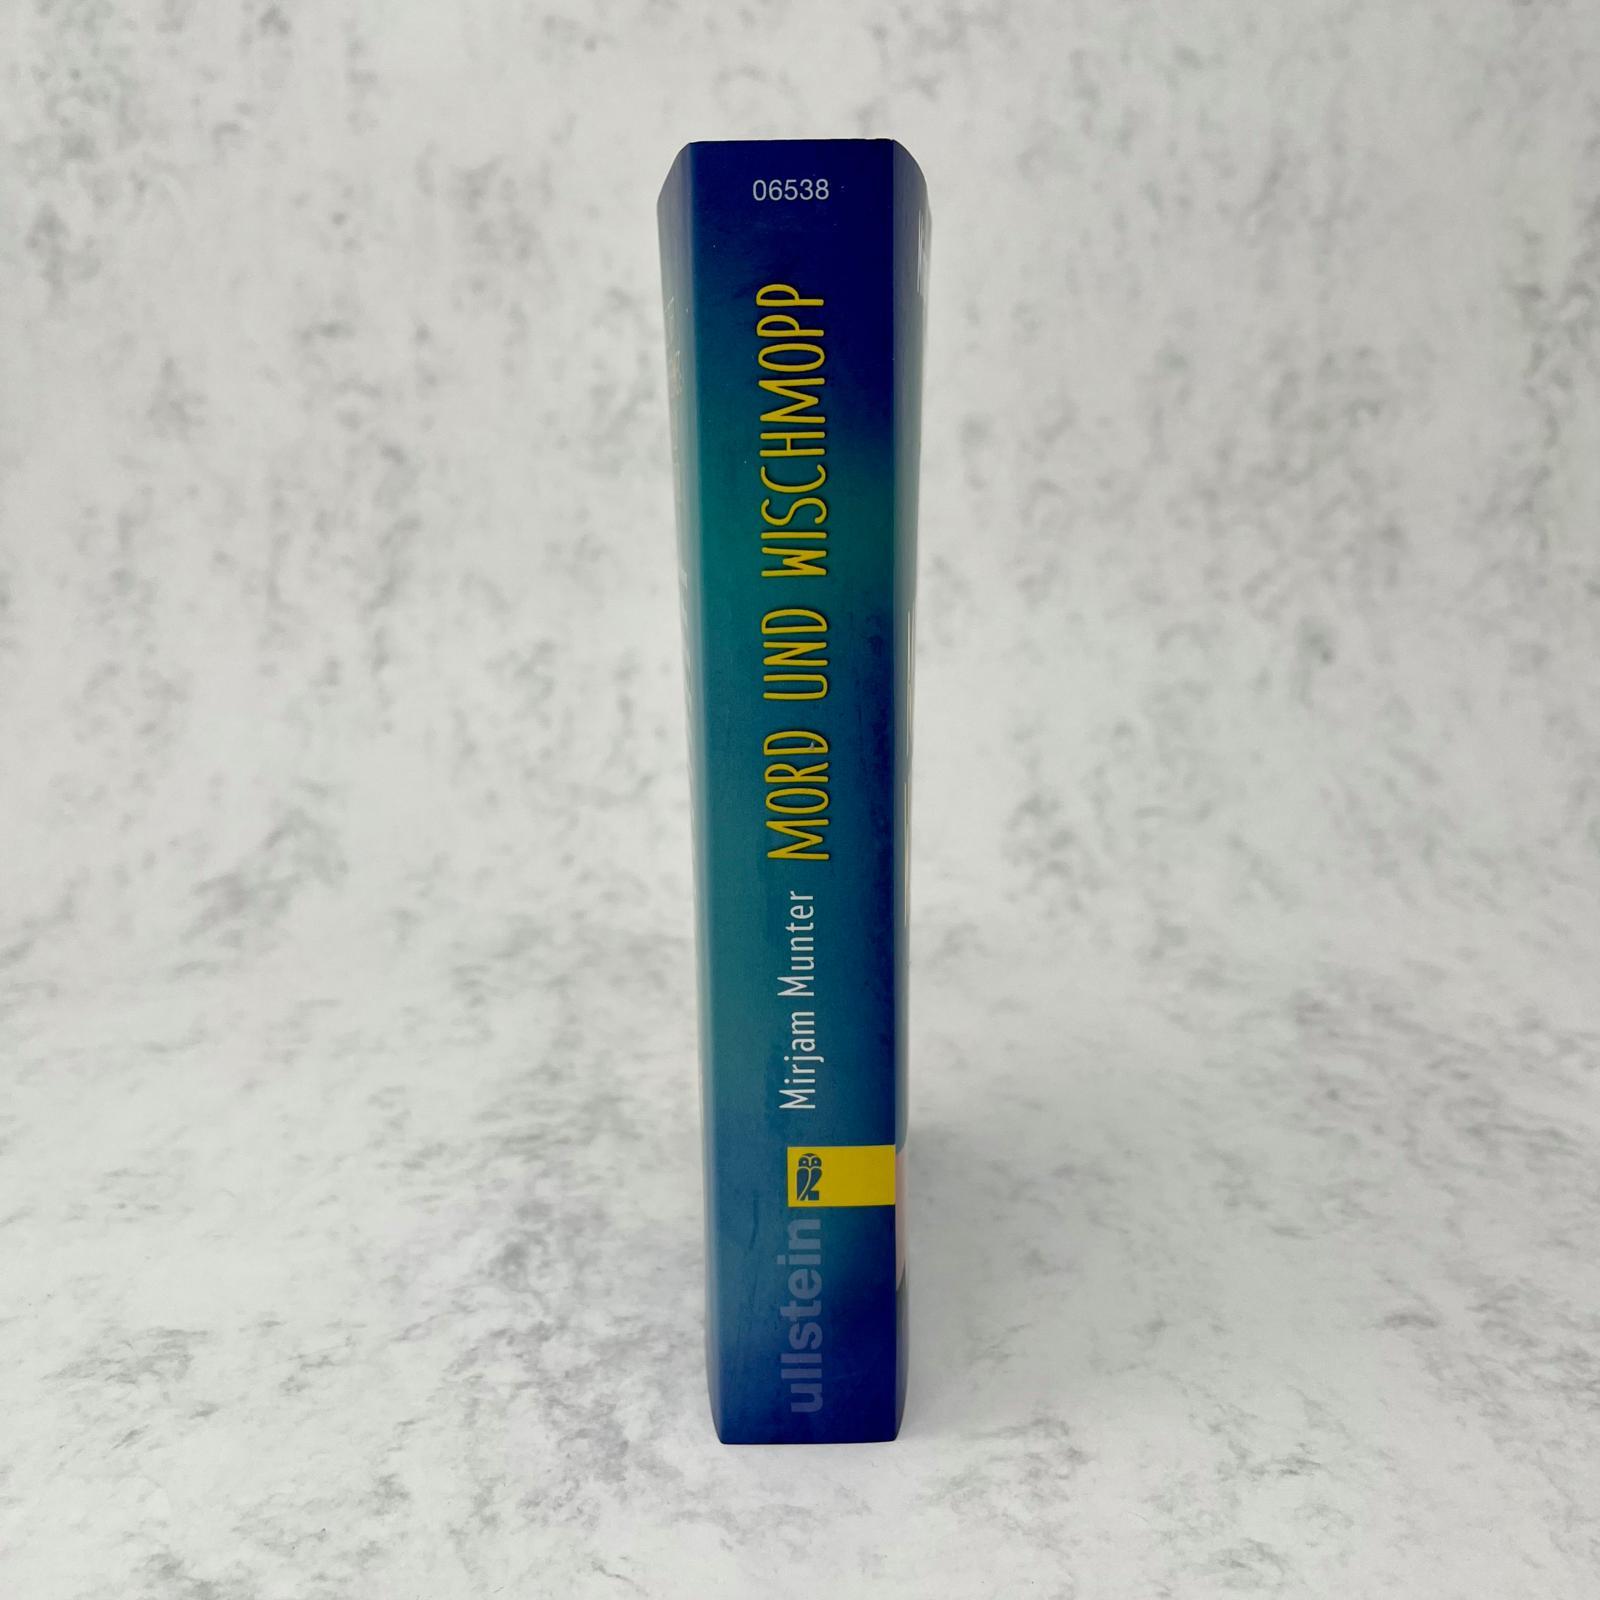 06538
Mirjam Munter MORD UND WISCHMOPP
ullstein